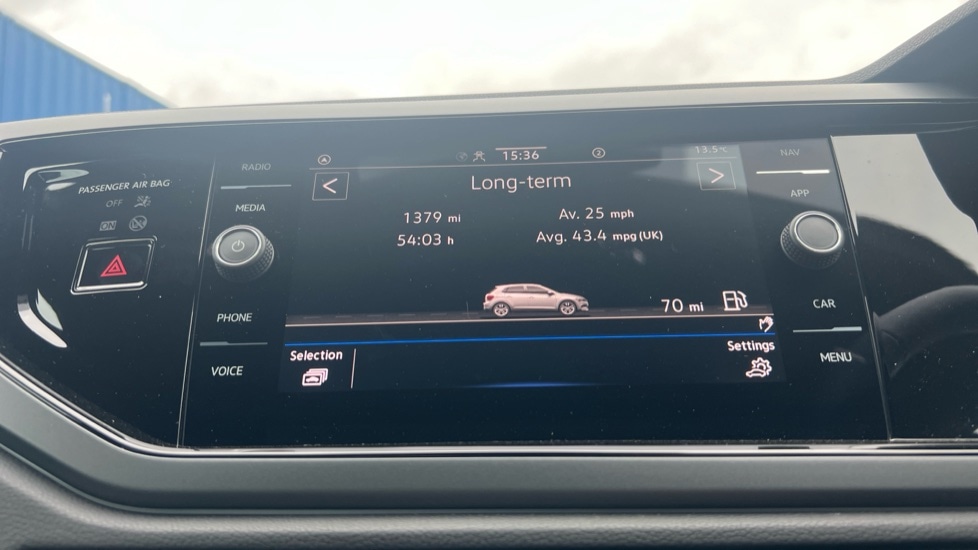 RADIO
MEDIA
PHONE
VOICE
PASSENGER AIR BAG
OFF
ON
A
15:36
2
13.5°C
<
Long-term
>
1379 mi
Av. 25 mph
54:03 h
Avg. 43.4 mpg (UK)
70 mi
Selection
Settings
NAV
APP
CAR
MENU